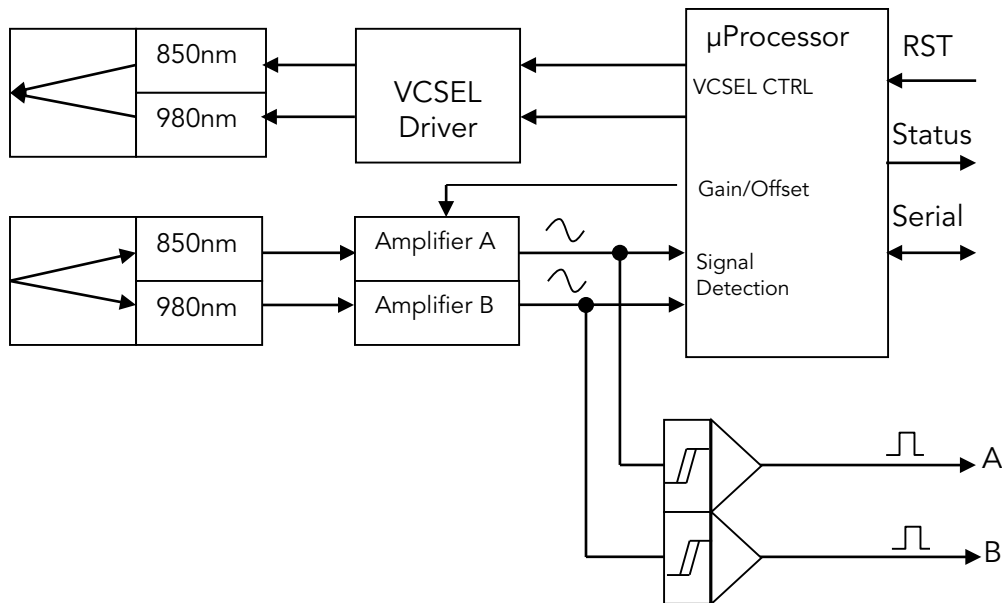 850nm
980nm
VCSEL
Driver
µProcessor
VCSEL CTRL
RST
Status
Gain/Offset
Serial
850nm
980nm
Amplifier A
Amplifier B
Signal
Detection
A
B